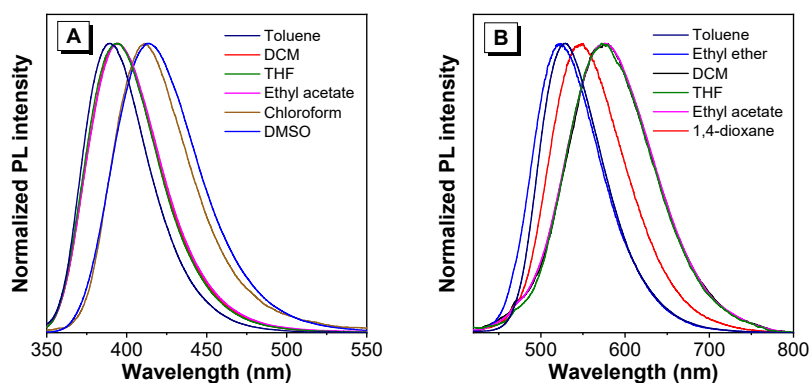 A
Toluene
DCM
THF
Ethyl acetate
Chloroform
DMSO
Normalized PL intensity
350 400 450 500 550
Wavelength (nm)
B
Toluene
Ethyl ether
DCM
THF
Ethyl acetate
1,4-dioxane
Normalized PL intensity
500 600 700 800
Wavelength (nm)